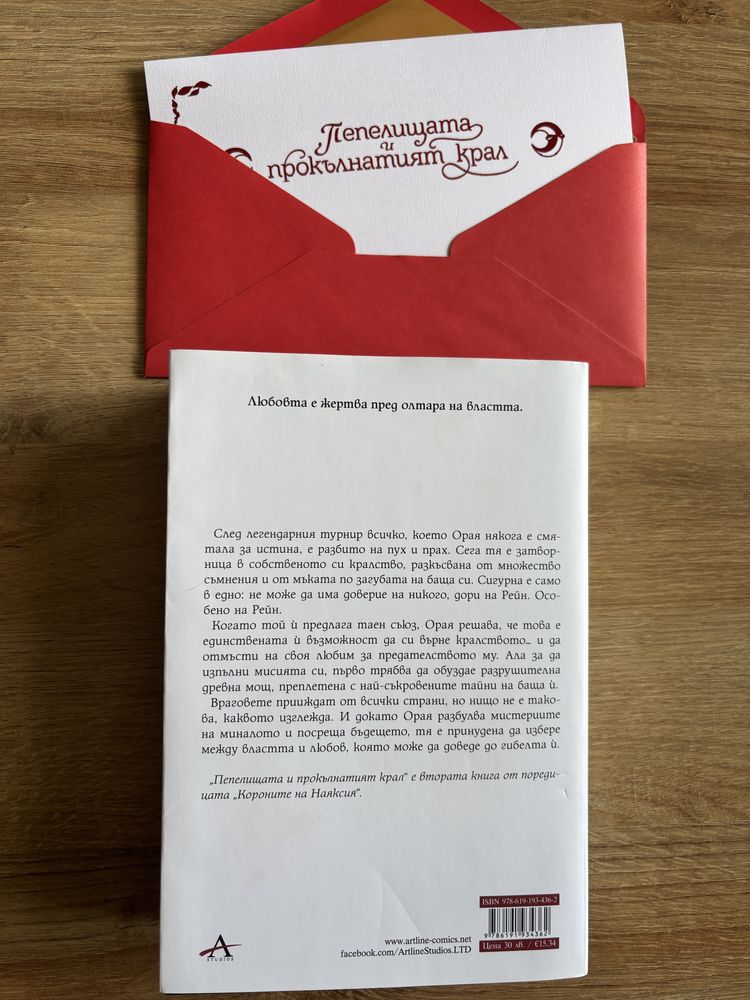 Пепелищата
и
прокълнатият крал
Любовта е жертва пред олтара на властта.
След легендарния турнир всичко, което Орая някога е смя-
тала за истина, е разбито на пух и прах. Сега тя е затвор-
ница в собственото си кралство, разкъсвана от множество
съмнения и от мъката по загубата на баща си. Сигурна е само
в едно: не може да има доверие на никого, дори на Рейн. Осо-
бено на Рейн.
Когато той ѝ предлага таен съюз, Орая решава, че това е
единствената ѝ възможност да си върне кралството... и да
отмъсти на своя любим за предателството му. Ала за да
изпълни мисията си, първо трябва да обуздае разрушителна
древна мощ, преплетена с най-съкровените тайни на баща ѝ.
Враговете прииждат от всички страни, но нищо не е тако-
ва, каквото изглежда. И докато Орая разбулва мистериите
на миналото и посреща бъдещето, тя е принудена да избере
между властта и любов, която може да доведе до гибелта ѝ.
„Пепелищата и прокълнатият крал“ е втората книга от пореди-
цата „Короните на Наяксия“.
ISBN 978-619-193-436-2
9 786191 934362
Цена 30 лв. / €15.34
www.artline-comics.net
facebook.com/ArtlineStudios.LTD
A
STUDIOS